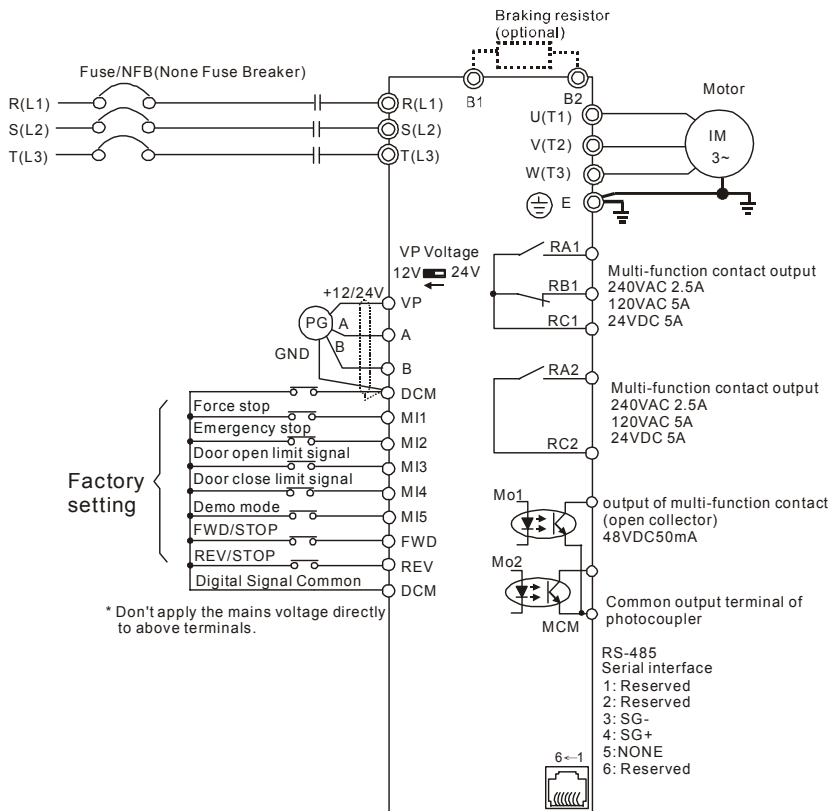 Braking resistor
(optional)
Fuse/NFB(None Fuse Breaker)
R(L1)
S(L2)
T(L3)
R(L1)
S(L2)
T(L3)
B1
B2
Motor
U(T1)
V(T2)
W(T3)
IM
3~
E
VP Voltage
12V 24V
+12/24V
VP
PG
A
A
B
B
GND
DCM
RA1
RB1
RC1
Multi-function contact output
240VAC 2.5A
120VAC 5A
24VDC 5A
RA2
RC2
Multi-function contact output
240VAC 2.5A
120VAC 5A
24VDC 5A
Factory
setting
Force stop
MI1
Emergency stop
MI2
Door open limit signal
MI3
Door close limit signal
MI4
Demo mode
MI5
FWD/STOP
FWD
REV/STOP
REV
Digital Signal Common
DCM
* Don't apply the mains voltage directly
to above terminals.
Mo1
output of multi-function contact
(open collector)
48VDC50mA
Mo2
MCM
Common output terminal of
photocoupler
RS-485
Serial interface
1: Reserved
2: Reserved
3: SG-
4: SG+
5:NONE
6: Reserved
6←1